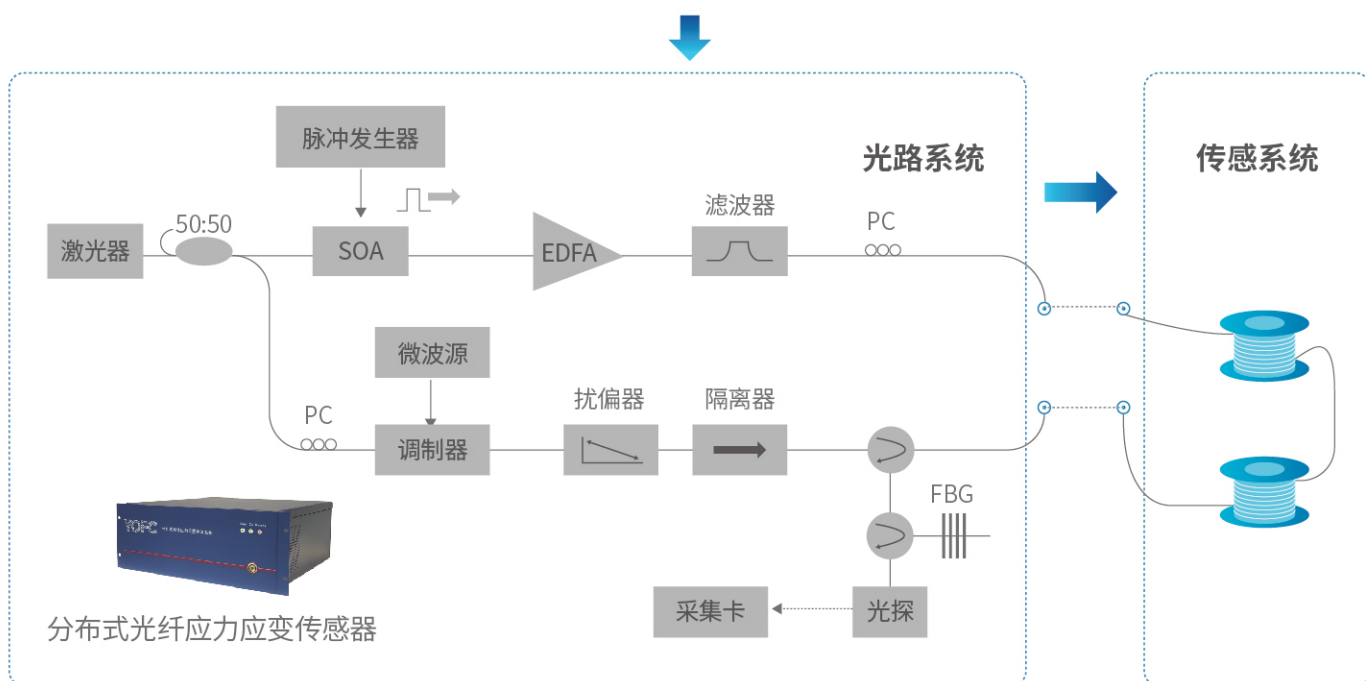 脉冲发生器
光路系统
传感系统
50:50
滤波器
PC
激光器
SOA
EDFA
微波源
PC
扰偏器
隔离器
调制器
FBG
YOFC
采集卡
光探
分布式光纤应力应变传感器